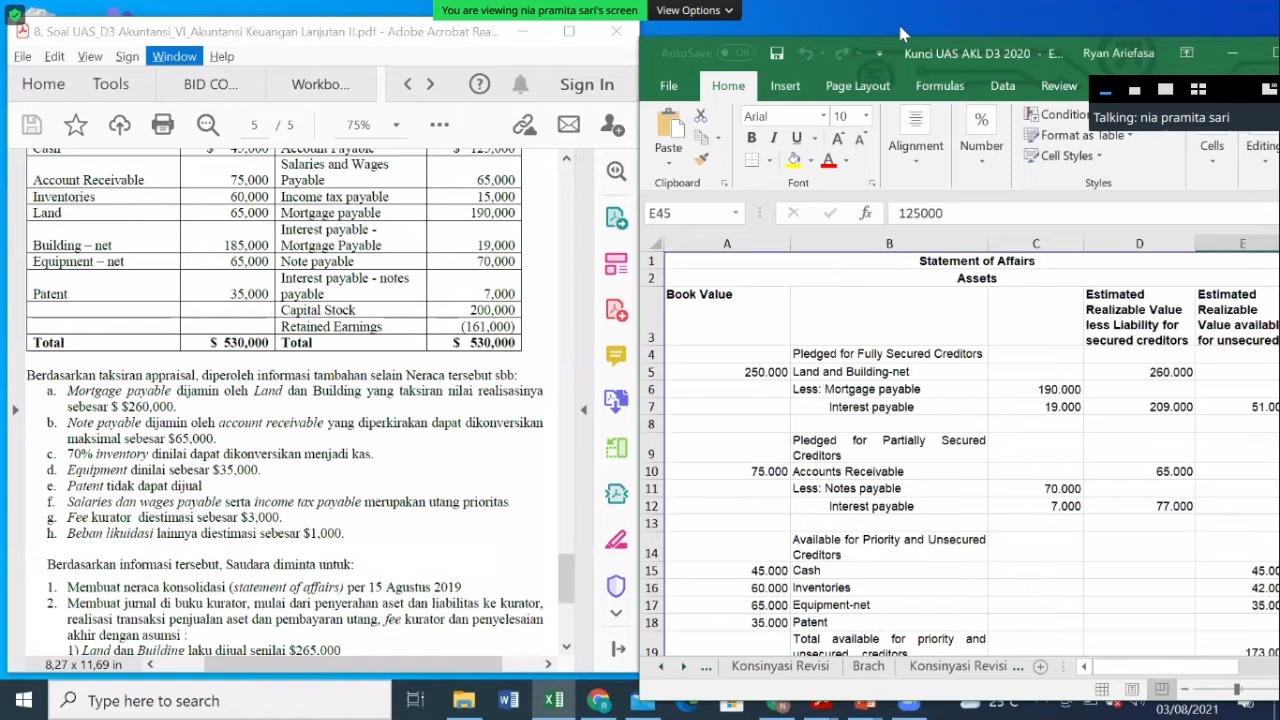 You are viewing nia pramita sari's screen
View Options
8. Soal UAS_D3 Akuntansi_VI_Akuntansi Keuangan Lanjutan II.pdf - Adobe Acrobat Rea...
File Edit View Sign Window Help
Home Tools BID CO... Workbo... Sign In
5 / 5 75%
Cash $ 45,000 Account Payable $ 125,000
Salaries and Wages
Account Receivable 75,000 Payable 65,000
Inventories 60,000 Income tax payable 15,000
Land 65,000 Mortgage payable 190,000
Interest payable -
Building – net 185,000 Mortgage Payable 19,000
Equipment – net 65,000 Note payable 70,000
Interest payable - notes
Patent 35,000 payable 7,000
Capital Stock 200,000
Retained Earnings (161,000)
Total $ 530,000 Total $ 530,000
Berdasarkan taksiran appraisal, diperoleh informasi tambahan selain Neraca tersebut sbb:
a. Mortgage payable dijamin oleh Land dan Building yang taksiran nilai realisasinya
sebesar $ $260,000.
b. Note payable dijamin oleh account receivable yang diperkirakan dapat dikonversikan
maksimal sebesar $65,000.
c. 70% inventory dinilai dapat dikonversikan menjadi kas.
d. Equipment dinilai sebesar $35,000.
e. Patent tidak dapat dijual
f. Salaries dan wages payable serta income tax payable merupakan utang prioritas
g. Fee kurator diestimasi sebesar $3,000.
h. Beban likuidasi lainnya diestimasi sebesar $1,000.
Berdasarkan informasi tersebut, Saudara diminta untuk:
1. Membuat neraca konsolidasi (statement of affairs) per 15 Agustus 2019
2. Membuat jurnal di buku kurator, mulai dari penyerahan aset dan liabilitas ke kurator,
realisasi transaksi penjualan aset dan pembayaran utang, fee kurator dan penyelesaian
akhir dengan asumsi :
1) Land dan Building laku dijual senilai $265.000
8,27 x 11,69 in
AutoSave Off Kunci UAS AKL D3 2020 - E... Ryan Ariefasa
File Home Insert Page Layout Formulas Data Review
Talking: nia pramita sari
Paste Arial 10 B I U Alignment Number
Condition
Format as Table
Cell Styles
Cells Editing
Clipboard Font Styles
E45 fx 125000
A B C D E
1 Statement of Affairs
2 Assets
3 Book Value
Estimated Realizable Value less Liability for secured creditors
Estimated Realizable Value available for unsecured
4 Pledged for Fully Secured Creditors
5 250.000 Land and Building-net 260.000
6 Less: Mortgage payable 190.000
7 Interest payable 19.000 209.000 51.00
8
9 Pledged for Partially Secured Creditors
10 75.000 Accounts Receivable 65.000
11 Less: Notes payable 70.000
12 Interest payable 7.000 77.000
13
14 Available for Priority and Unsecured Creditors
15 45.000 Cash 45.00
16 60.000 Inventories 42.00
17 65.000 Equipment-net 35.00
18 35.000 Patent
19 Total available for priority and unsecured creditors 173.00
... Konsinyasi Revisi Brach Konsinyasi Revisi ...
Type here to search
25°C
03/08/2021